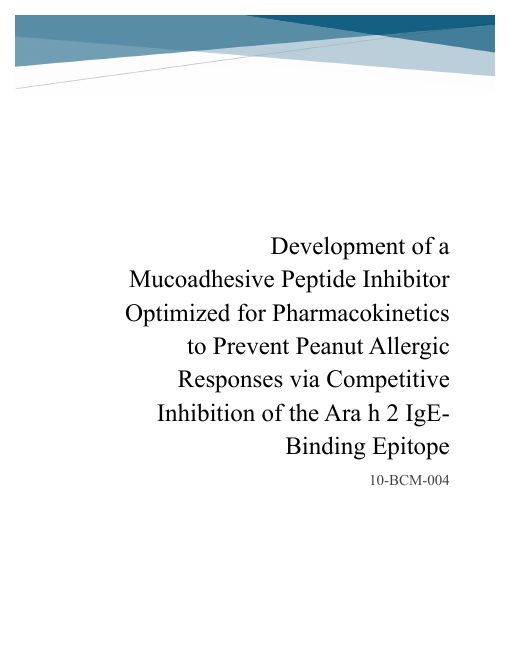 Development of a
Mucoadhesive Peptide Inhibitor
Optimized for Pharmacokinetics
to Prevent Peanut Allergic
Responses via Competitive
Inhibition of the Ara h 2 IgE-
Binding Epitope
10-BCM-004